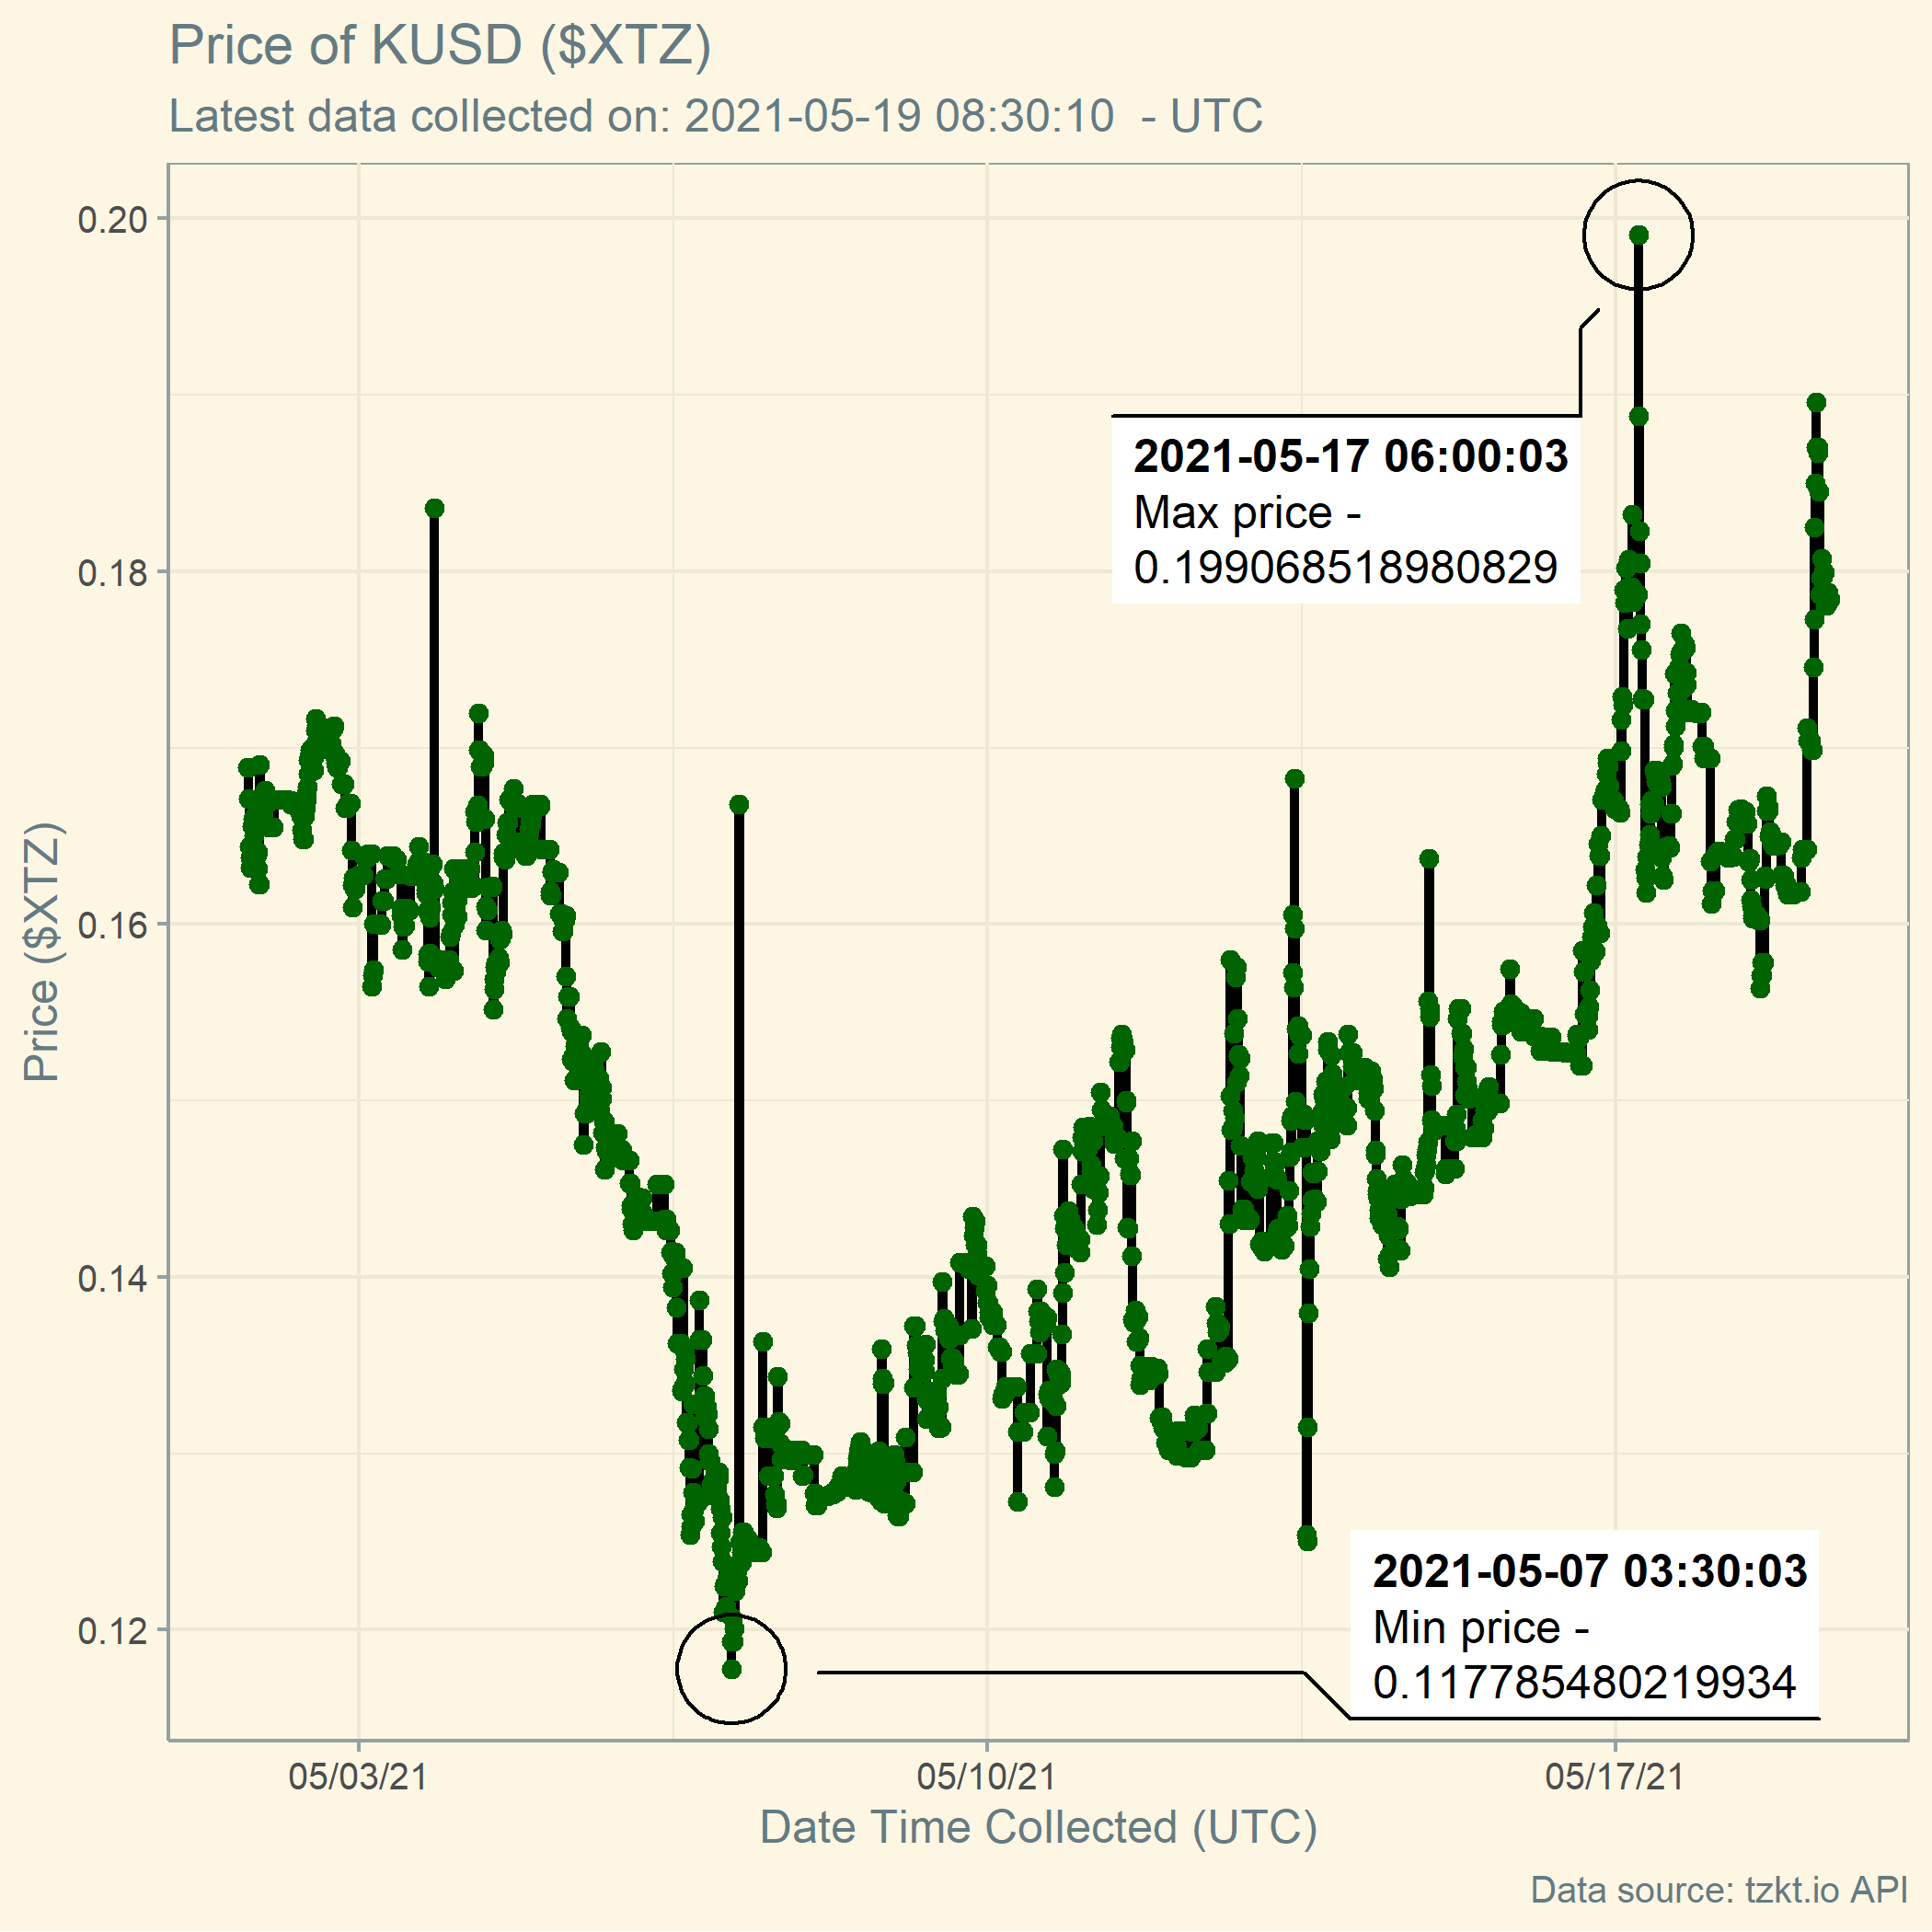 Price of KUSD ($XTZ)
Latest data collected on: 2021-05-19 08:30:10  - UTC
0.20
0.18
0.16
0.14
0.12
Price ($XTZ)
2021-05-17 06:00:03
Max price -
0.199068518980829
2021-05-07 03:30:03
Min price -
0.117785480219934
05/03/21
05/10/21
05/17/21
Date Time Collected (UTC)
Data source: tzkt.io API